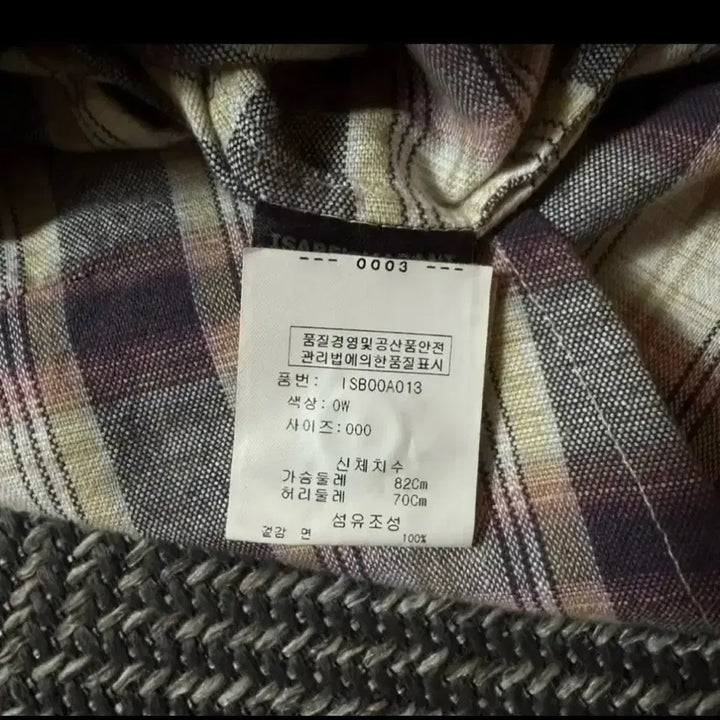 --- 0003 ---
품질경영및공산품안전
관리법에의한품질표시
품번: ISB00A013
색상: OW
사이즈: 000
신체치수
가슴둘레 82Cm
허리둘레 70Cm
섬유조성
겉감 면 100%